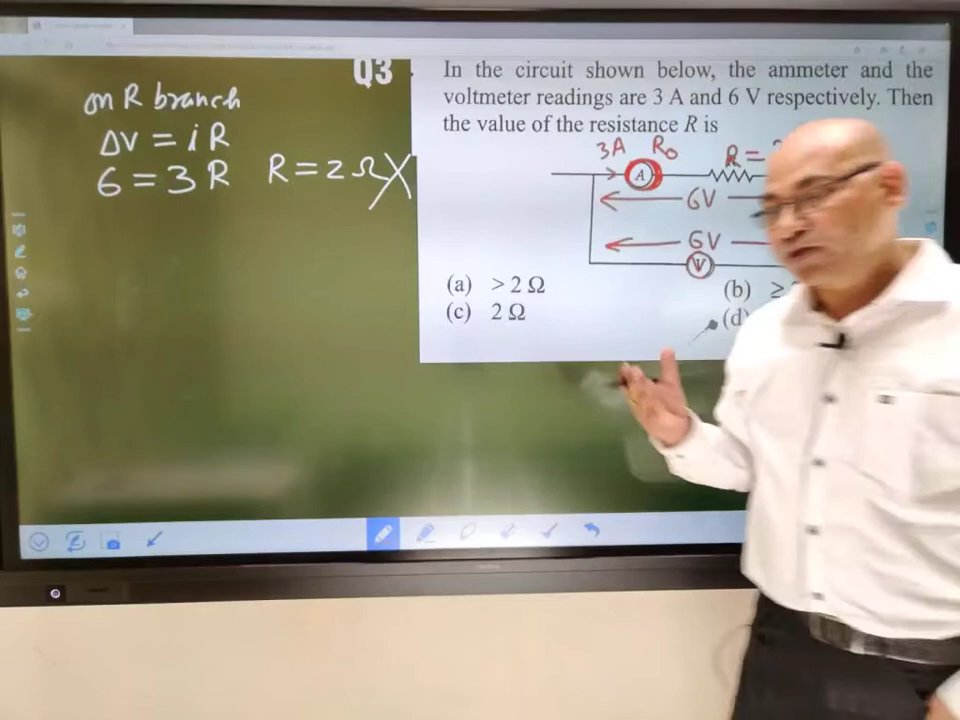 on R branch
ΔV = i R
6 = 3 R R = 2 Ω
Q3
In the circuit shown below, the ammeter and the
voltmeter readings are 3 A and 6 V respectively. Then
the value of the resistance R is
3A R₀ R =
A
6V
6V
V
(a) > 2 Ω (b) ≥
(c) 2 Ω (d)